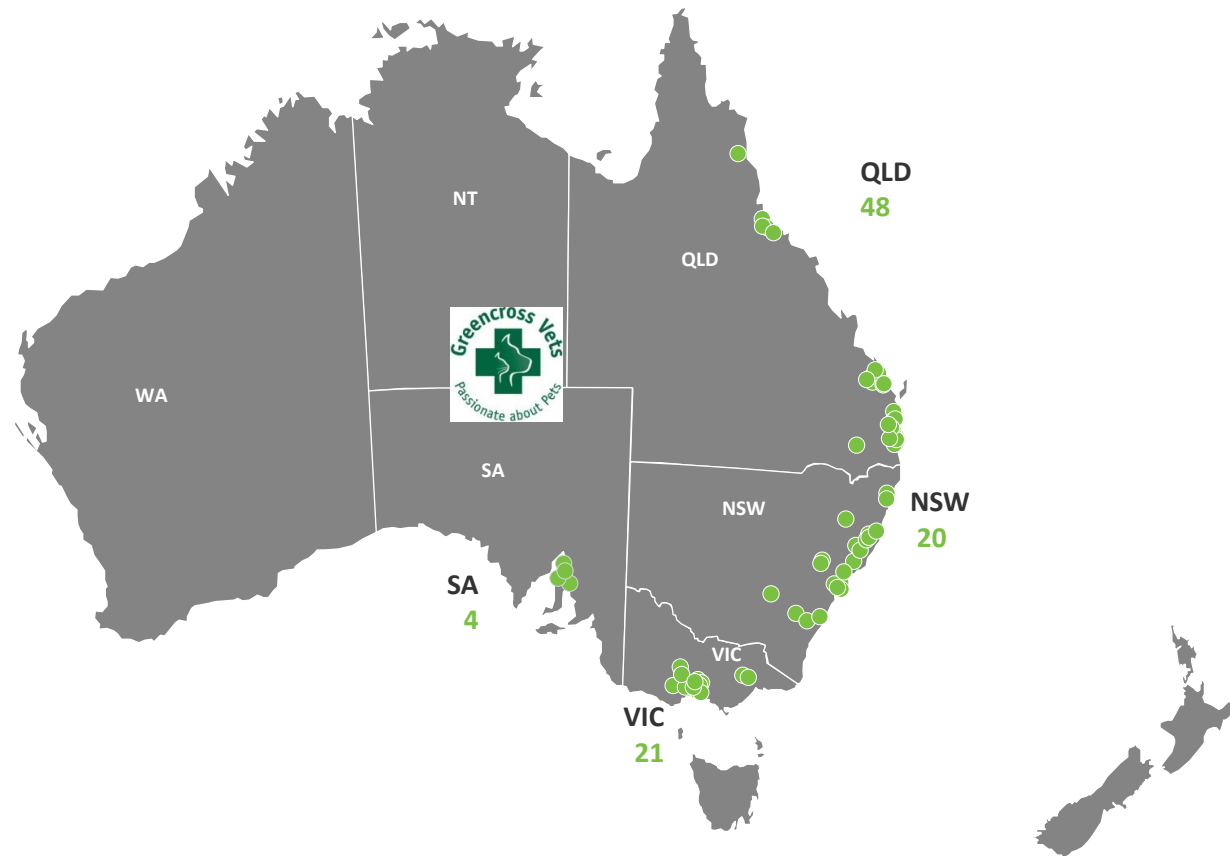 QLD
48
NT
QLD
Greencross Vets
Passionate about Pets
WA
SA
NSW
NSW
20
SA
4
VIC
VIC
21